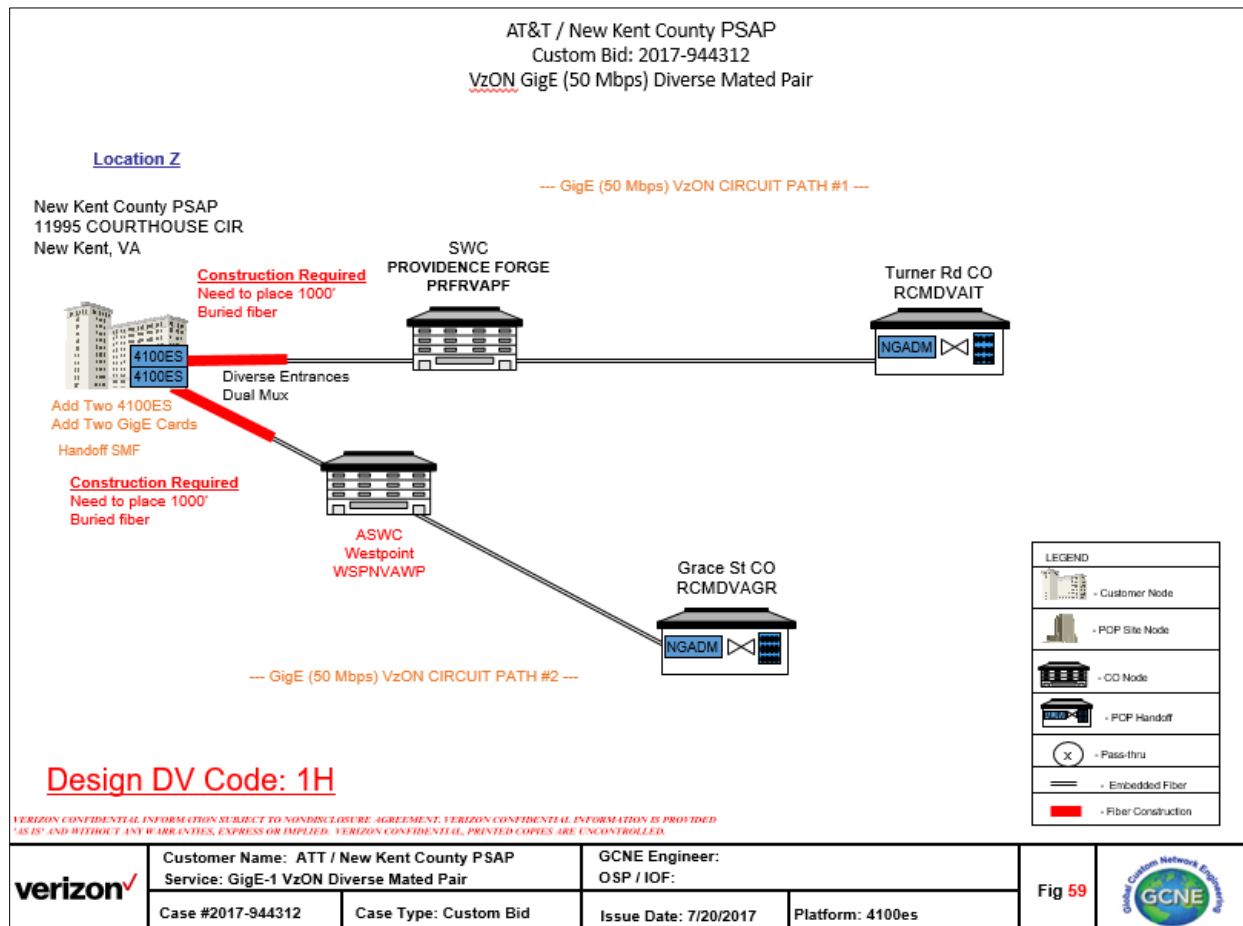 AT&T / New Kent County PSAP
Custom Bid: 2017-944312
VzON GigE (50 Mbps) Diverse Mated Pair
Location Z
--- GigE (50 Mbps) VzON CIRCUIT PATH #1 ---
New Kent County PSAP
11995 COURTHOUSE CIR
New Kent, VA
SWC
PROVIDENCE FORGE
PRFRVAPF
Construction Required
Need to place 1000'
Buried fiber
Turner Rd CO
RCMDVAIT
NGADM
4100ES
4100ES
Diverse Entrances
Dual Mux
Add Two 4100ES
Add Two GigE Cards
Handoff SMF
Construction Required
Need to place 1000'
Buried fiber
ASWC
Westpoint
WSPNVAWP
Grace St CO
RCMDVAGR
NGADM
--- GigE (50 Mbps) VzON CIRCUIT PATH #2 ---
LEGEND
- Customer Node
- POP Site Node
- CO Node
- POP Handoff
X
- Pass-thru
- Embedded Fiber
- Fiber Construction
Design DV Code: 1H
VERIZON CONFIDENTIAL INFORMATION SUBJECT TO NONDISCLOSURE AGREEMENT. VERIZON CONFIDENTIAL INFORMATION IS PROVIDED
'AS IS' AND WITHOUT ANY WARRANTIES, EXPRESS OR IMPLIED. VERIZON CONFIDENTIAL, PRINTED COPIES ARE UNCONTROLLED.
verizon✓
Customer Name: ATT / New Kent County PSAP
Service: GigE-1 VzON Diverse Mated Pair
GCNE Engineer:
OSP / IOF:
Case #2017-944312
Case Type: Custom Bid
Issue Date: 7/20/2017
Platform: 4100es
Fig 59
Global Custom Network Engineering
GCNE